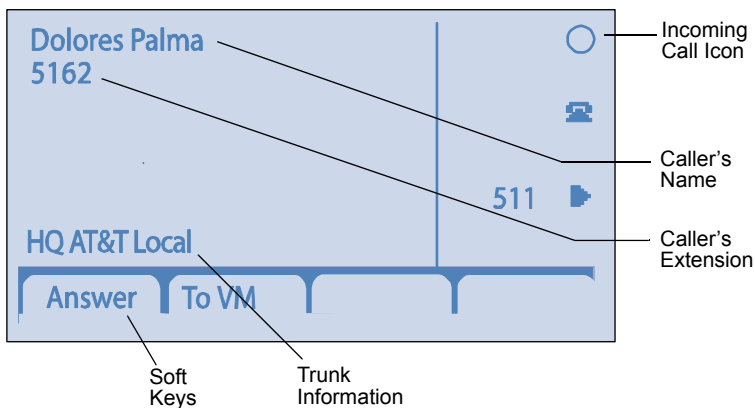 Dolores Palma
5162
511
HQ AT&T Local
Answer
To VM
Incoming
Call Icon
Caller's
Name
Caller's
Extension
Soft
Keys
Trunk
Information